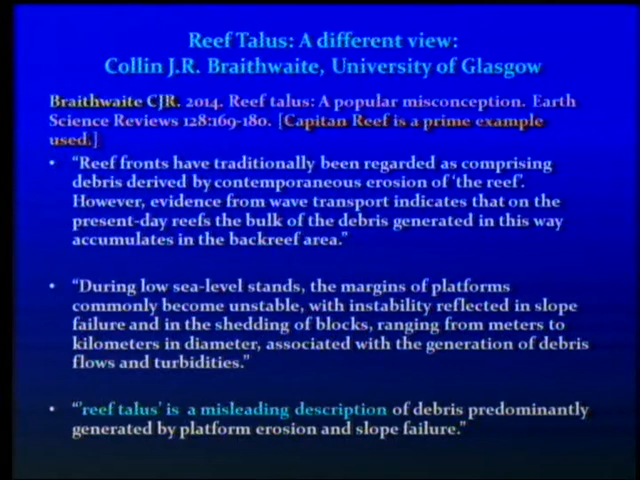 Reef Talus: A different view:
Collin J.R. Braithwaite, University of Glasgow
Braithwaite CJR. 2014. Reef talus: A popular misconception. Earth
Science Reviews 128:169-180. [Capitan Reef is a prime example
used.]
• “Reef fronts have traditionally been regarded as comprising
debris derived by contemporaneous erosion of ‘the reef’.
However, evidence from wave transport indicates that on the
present-day reefs the bulk of the debris generated in this way
accumulates in the backreef area.”
• “During low sea-level stands, the margins of platforms
commonly become unstable, with instability reflected in slope
failure and in the shedding of blocks, ranging from meters to
kilometers in diameter, associated with the generation of debris
flows and turbidities.”
• “‘reef talus’ is a misleading description of debris predominantly
generated by platform erosion and slope failure.”